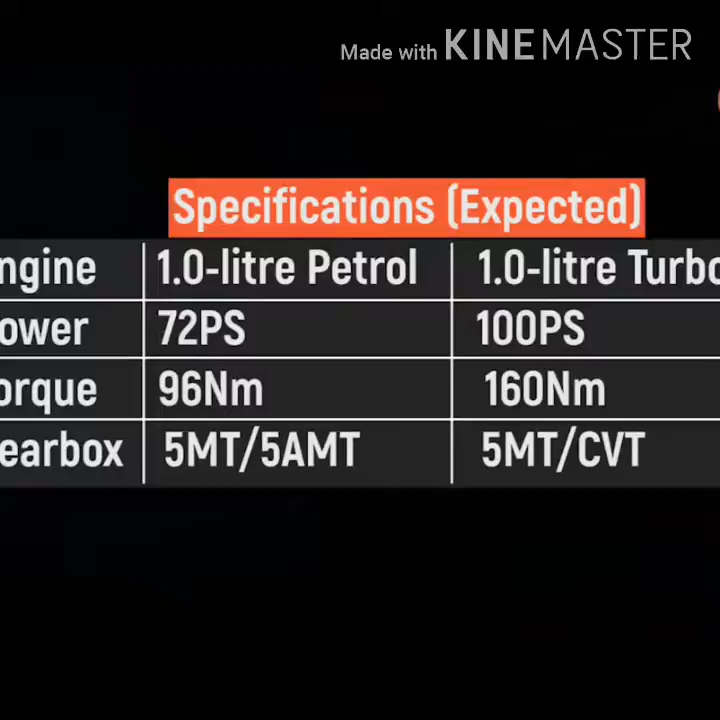 Made with KINEMASTER
Specifications (Expected)
ngine 1.0-litre Petrol 1.0-litre Turbo
ower 72PS 100PS
orque 96Nm 160Nm
earbox 5MT/5AMT 5MT/CVT